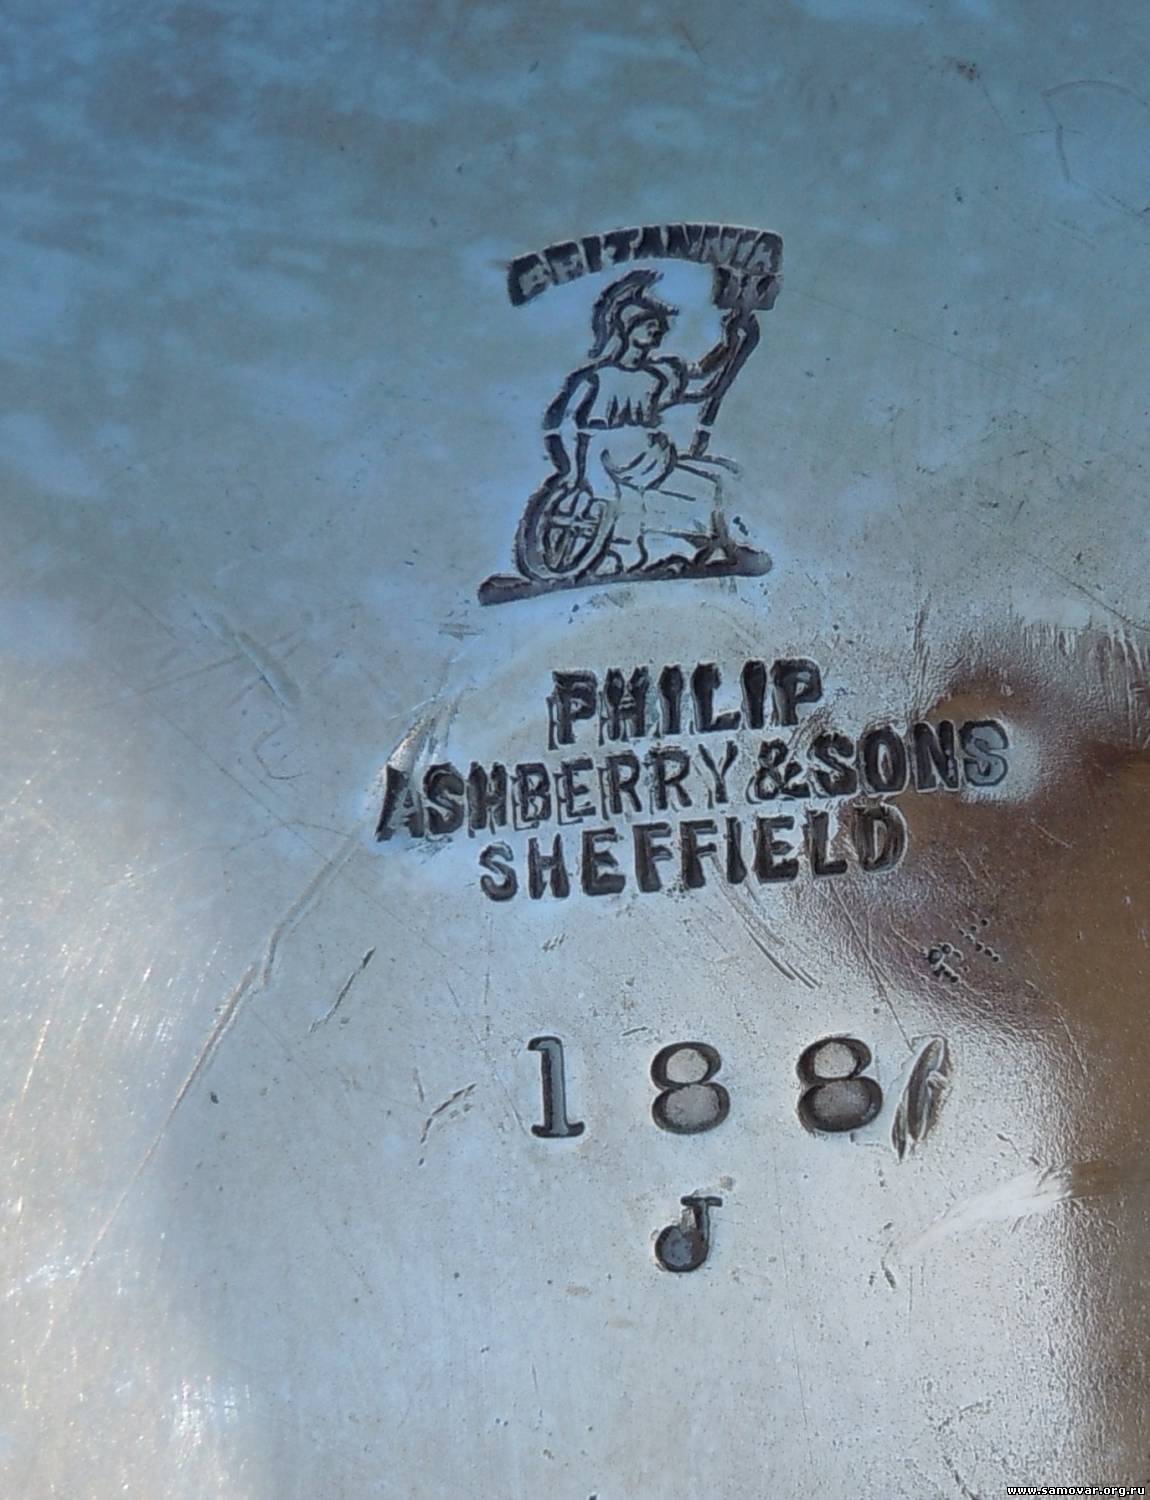 BRITANNIA
PHILIP
ASHBERRY & SONS
SHEFFIELD
188
J
www.samovar.org.ru